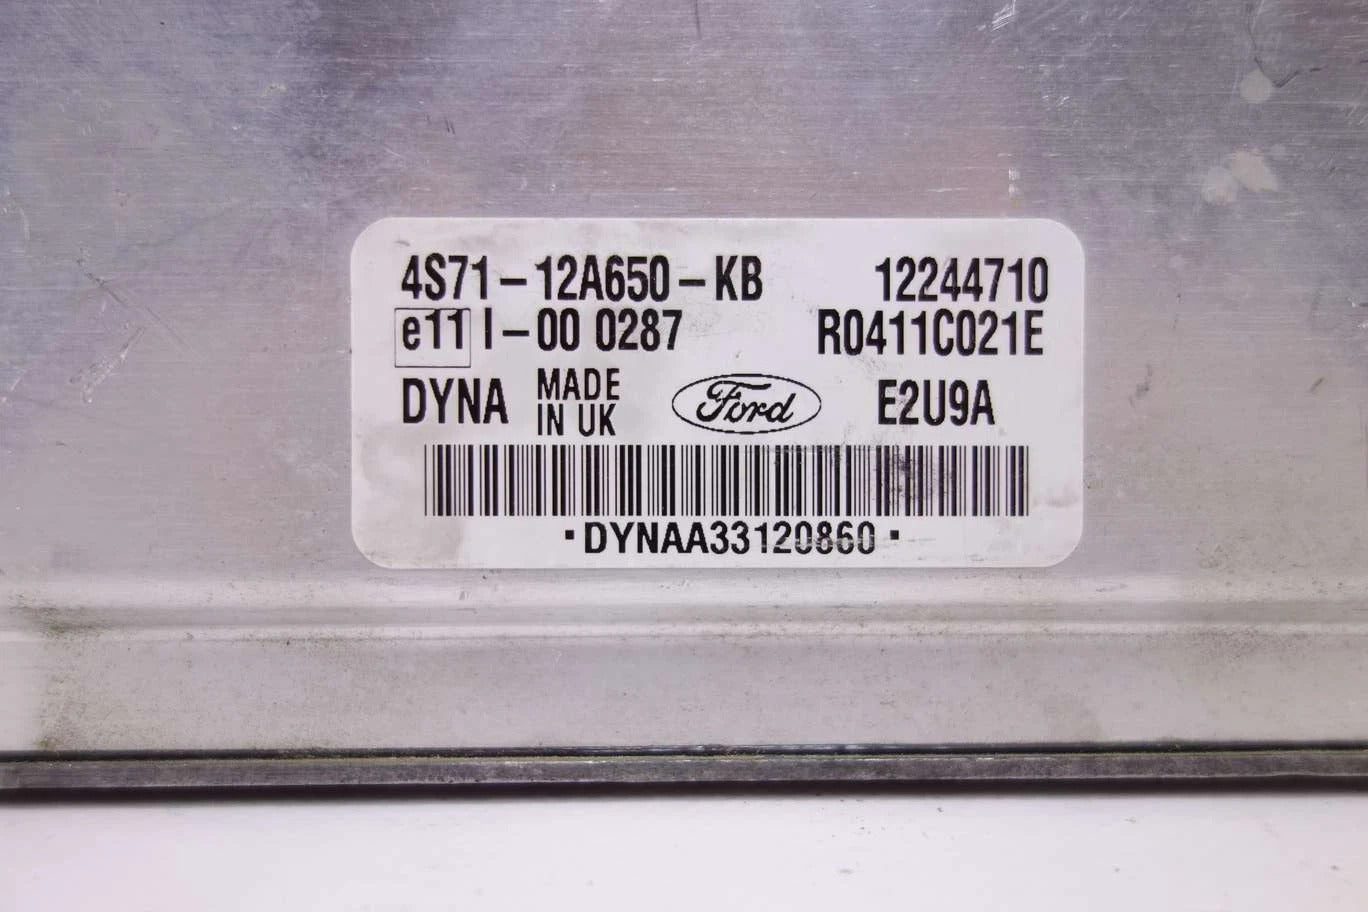 4S71-12A650-KB 12244710
e11 I-00 0287 R0411C021E
DYNA MADE IN UK Ford E2U9A
·DYNAA33120860·